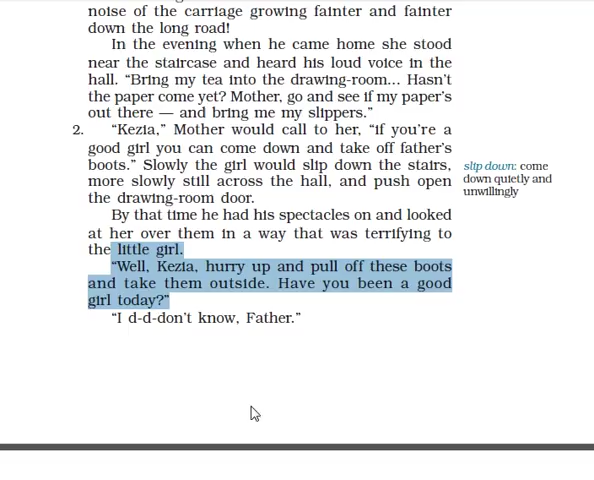 noise of the carriage growing fainter and fainter
down the long road!
In the evening when he came home she stood
near the staircase and heard his loud voice in the
hall. “Bring my tea into the drawing-room... Hasn’t
the paper come yet? Mother, go and see if my paper’s
out there — and bring me my slippers.”
2. “Kezia,” Mother would call to her, “if you’re a
good girl you can come down and take off father’s
boots.” Slowly the girl would slip down the stairs,
more slowly still across the hall, and push open
the drawing-room door.
By that time he had his spectacles on and looked
at her over them in a way that was terrifying to
the little girl.
“Well, Kezia, hurry up and pull off these boots
and take them outside. Have you been a good
girl today?”
“I d-d-don’t know, Father.”
slip down: come
down quietly and
unwillingly